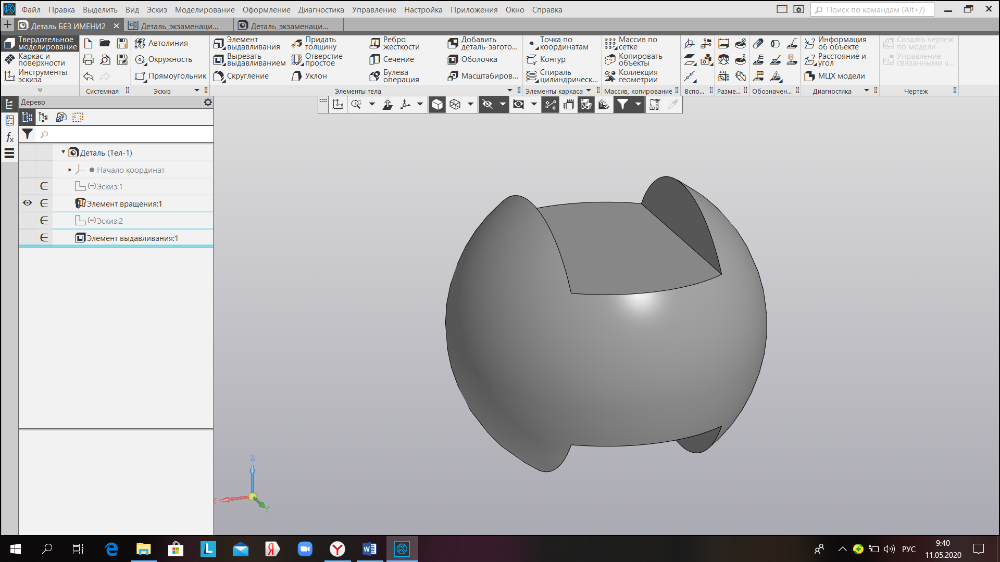 Файл Правка Выделить Вид Эскиз Моделирование Оформление Диагностика Управление Настройка Приложения Окно Справка
Поиск по командам (Alt+/)
Деталь БЕЗ ИМЕНИ2
Деталь_экзаменаци...
Деталь_экзаменаци...
Твердотельное моделирование
Каркас и поверхности
Инструменты эскиза
Системная
Автолиния
Окружность
Прямоугольник
Эскиз
Элемент выдавливания
Вырезать выдавливанием
Скругление
Придать толщину
Отверстие простое
Уклон
Ребро жесткости
Сечение
Булева операция
Добавить деталь-загото...
Оболочка
Масштабиров...
Элементы тела
Точка по координатам
Контур
Спираль цилиндрическ...
Элементы каркаса
Массив по сетке
Копировать объекты
Коллекция геометрии
Массив, копирование
Вспо...
Разме...
Обозначен...
Информация об объекте
Расстояние и угол
МЦХ модели
Диагностика
Создать чертеж по модели
Управление связанными ч...
Чертеж
Дерево
Деталь (Тел-1)
Начало координат
(−)Эскиз:1
Элемент вращения:1
(−)Эскиз:2
Элемент выдавливания:1
Z
X
Y
РУС
9:40
11.05.2020